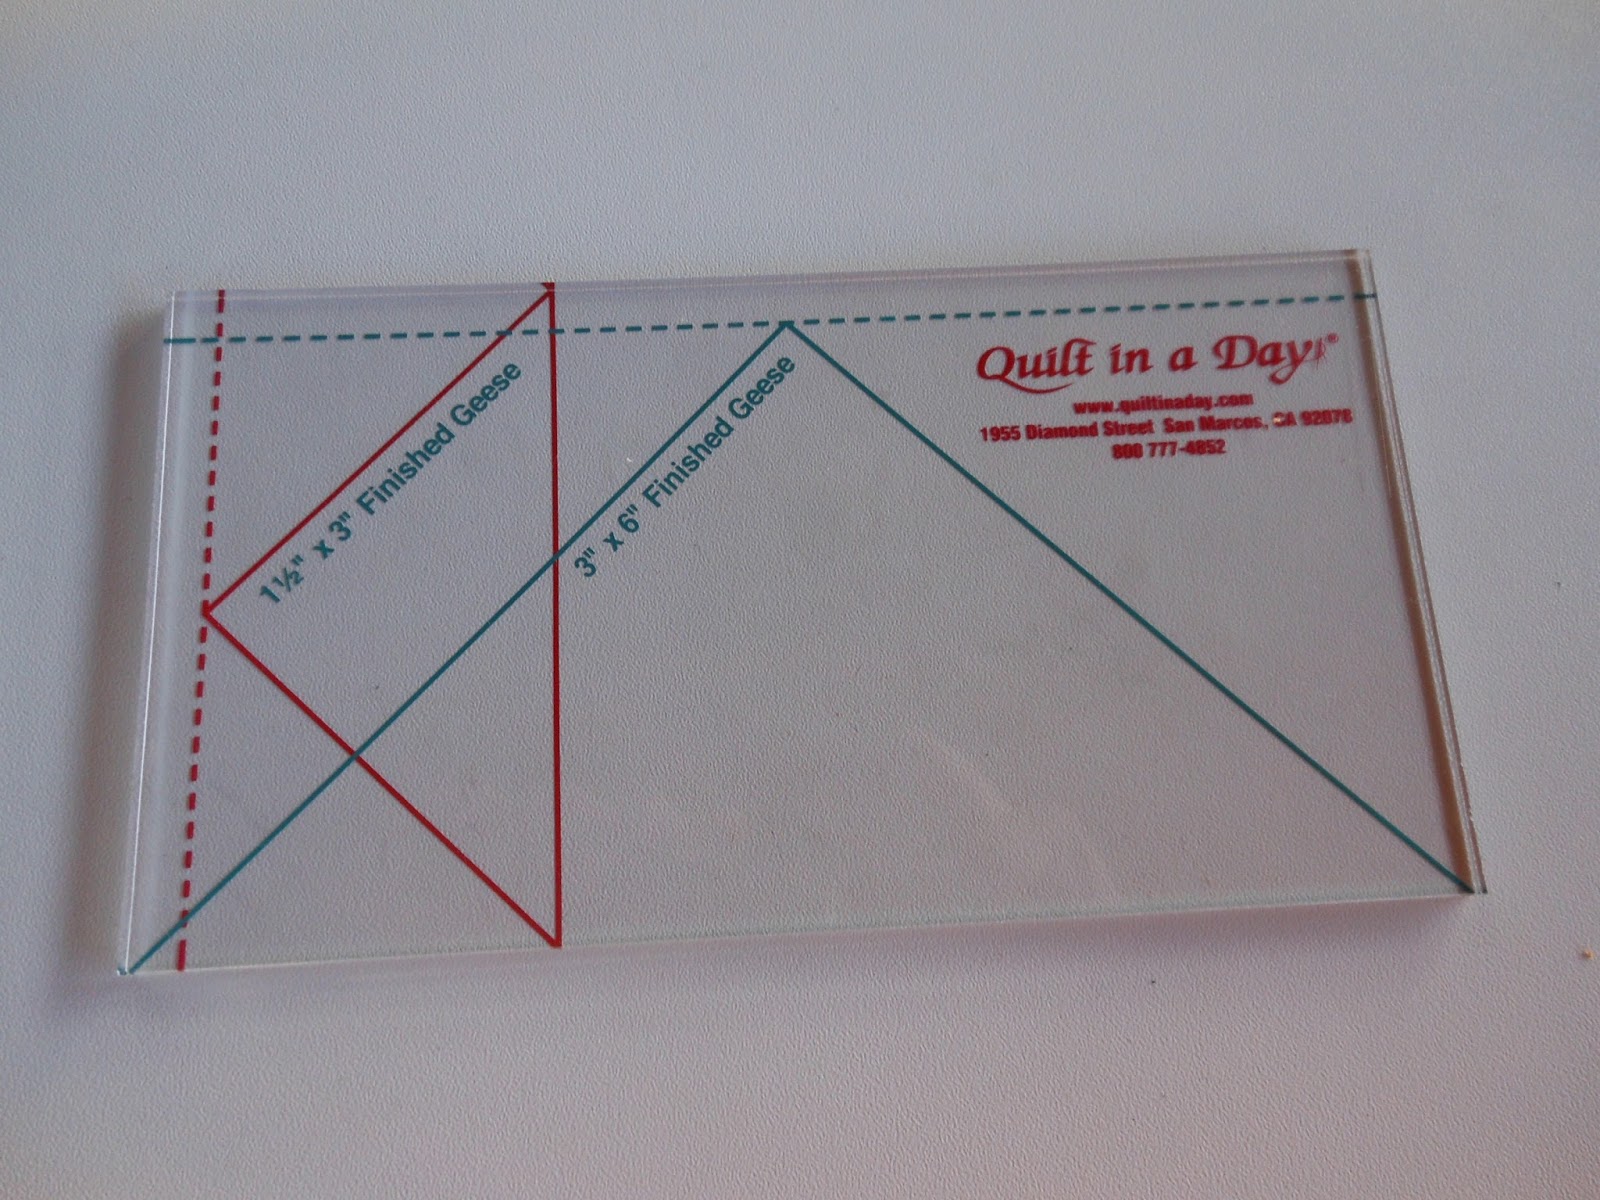 1½" x 3" Finished Geese
3" x 6" Finished Geese
Quilt in a Day®
www.quiltinaday.com
1955 Diamond Street San Marcos, CA 92078
800 777-4852